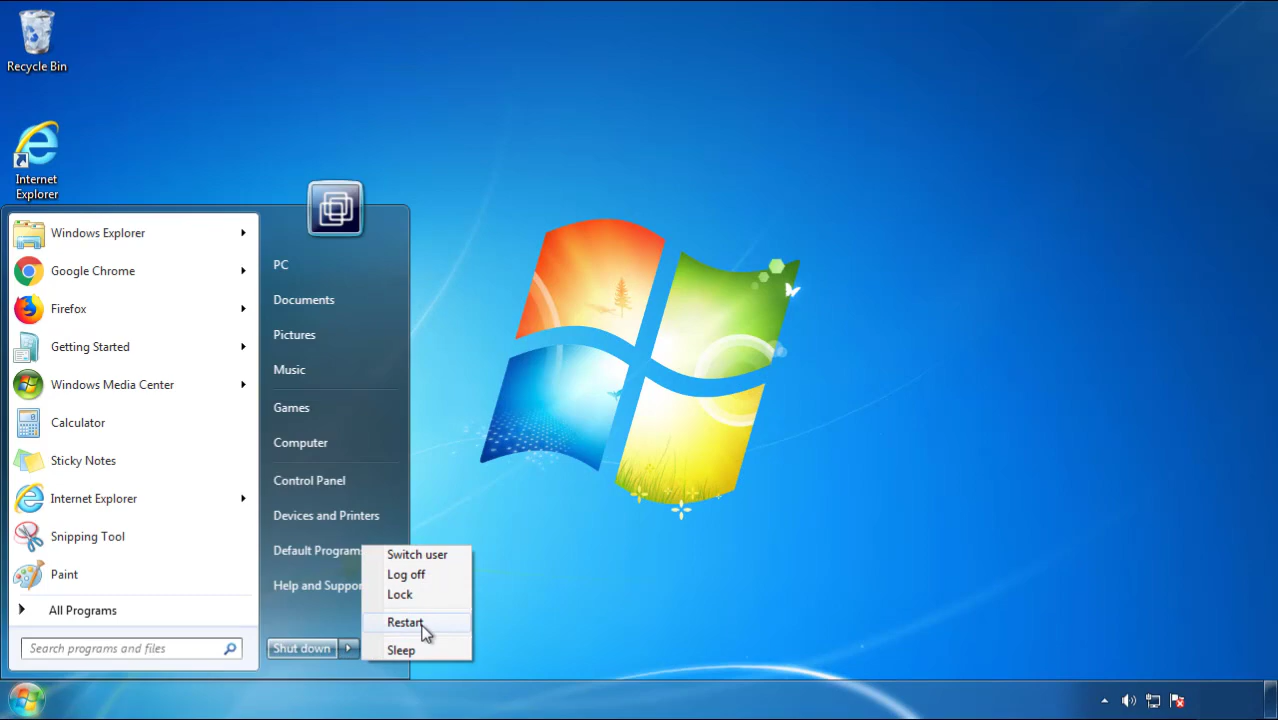 Recycle Bin
Internet
Explorer
Windows Explorer
Google Chrome
Firefox
Getting Started
Windows Media Center
Calculator
Sticky Notes
Internet Explorer
Snipping Tool
Paint
All Programs
Search programs and files
PC
Documents
Pictures
Music
Games
Computer
Control Panel
Devices and Printers
Default Program
Help and Suppor
Shut down
Switch user
Log off
Lock
Restart
Sleep